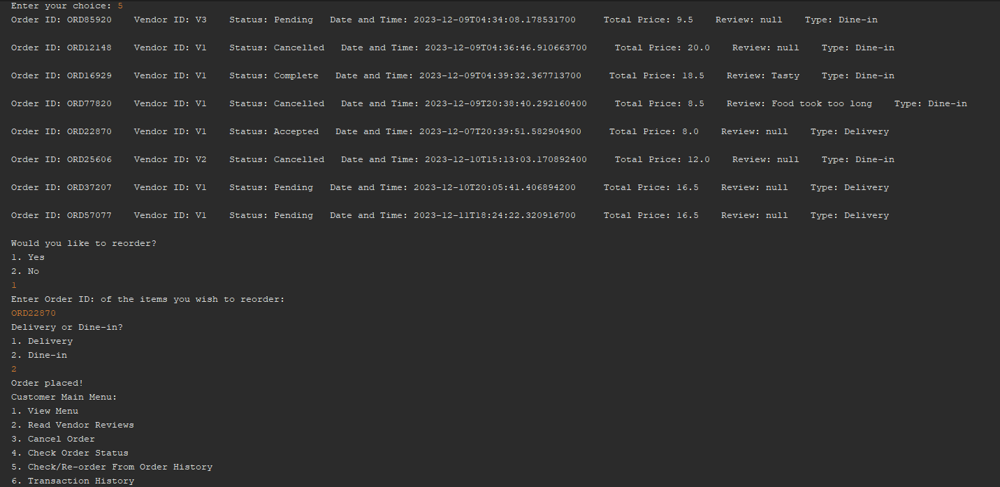 Enter your choice: 5
Order ID: ORD85920    Vendor ID: V3    Status: Pending   Date and Time: 2023-12-09T04:34:08.178531700     Total Price: 9.5    Review: null    Type: Dine-in
Order ID: ORD12148    Vendor ID: V1    Status: Cancelled   Date and Time: 2023-12-09T04:36:46.910663700     Total Price: 20.0    Review: null    Type: Dine-in
Order ID: ORD16929    Vendor ID: V1    Status: Complete   Date and Time: 2023-12-09T04:39:32.367713700     Total Price: 18.5    Review: Tasty    Type: Dine-in
Order ID: ORD77820    Vendor ID: V1    Status: Cancelled   Date and Time: 2023-12-09T20:38:40.292160400     Total Price: 8.5    Review: Food took too long    Type: Dine-in
Order ID: ORD22870    Vendor ID: V1    Status: Accepted   Date and Time: 2023-12-07T20:39:51.582904900     Total Price: 8.0    Review: null    Type: Delivery
Order ID: ORD25606    Vendor ID: V2    Status: Cancelled   Date and Time: 2023-12-10T15:13:03.170892400     Total Price: 12.0    Review: null    Type: Dine-in
Order ID: ORD37207    Vendor ID: V1    Status: Pending   Date and Time: 2023-12-10T20:05:41.406894200     Total Price: 16.5    Review: null    Type: Delivery
Order ID: ORD57077    Vendor ID: V1    Status: Pending   Date and Time: 2023-12-11T18:24:22.320916700     Total Price: 16.5    Review: null    Type: Delivery
Would you like to reorder?
1. Yes
2. No
1
Enter Order ID: of the items you wish to reorder:
ORD22870
Delivery or Dine-in?
1. Delivery
2. Dine-in
2
Order placed!
Customer Main Menu:
1. View Menu
2. Read Vendor Reviews
3. Cancel Order
4. Check Order Status
5. Check/Re-order From Order History
6. Transaction History